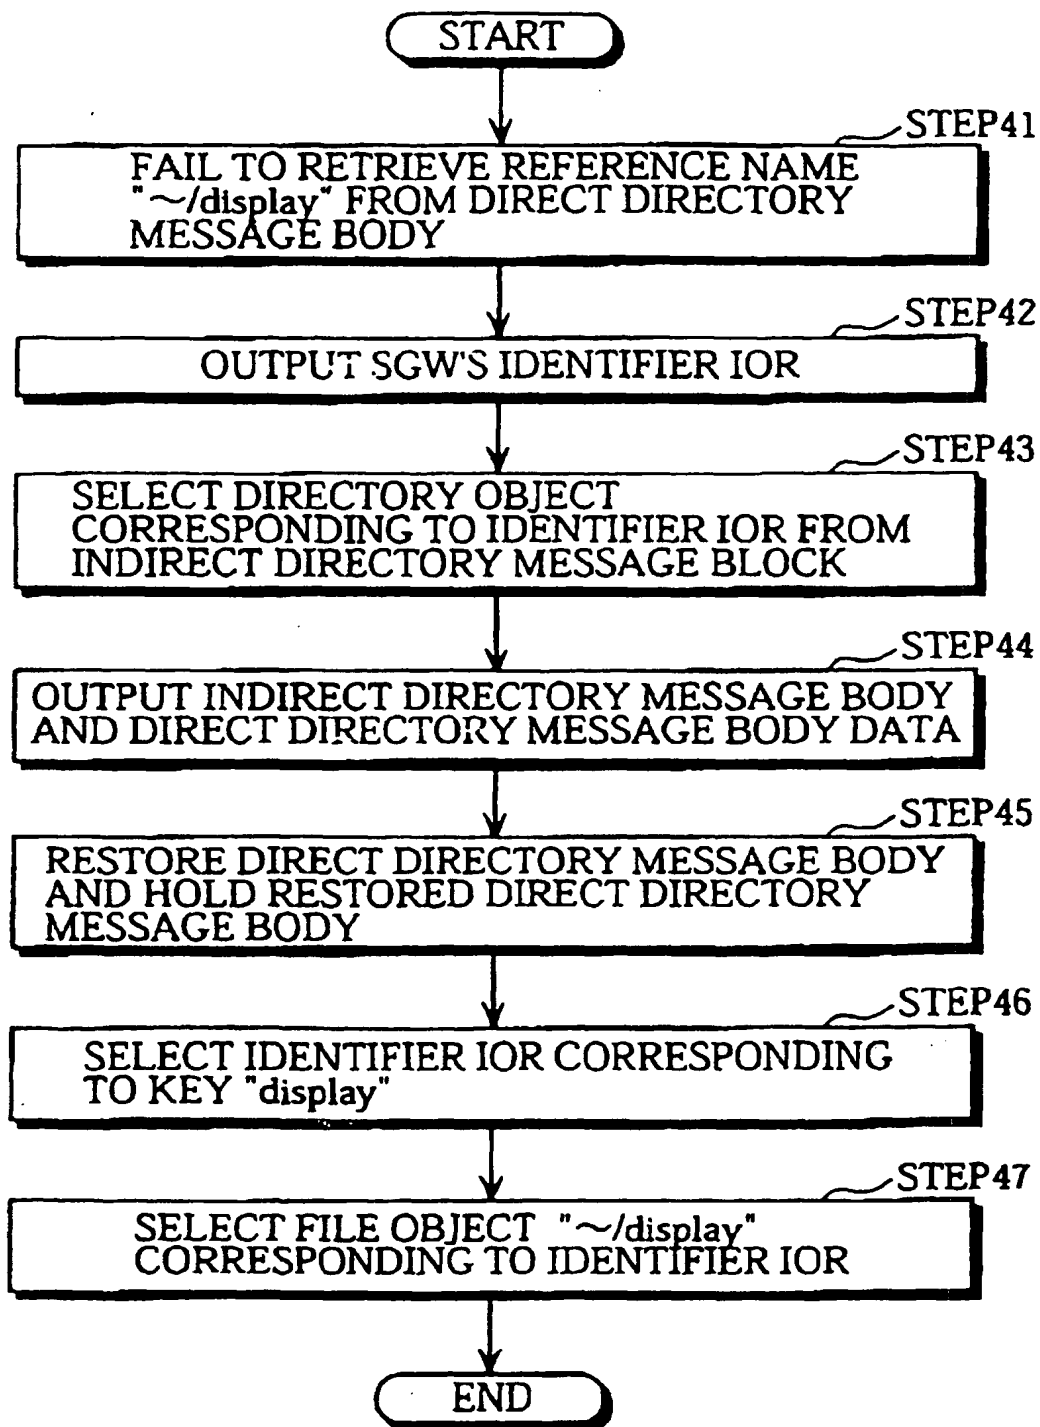 START
STEP41
FAIL TO RETRIEVE REFERENCE NAME
"~/display" FROM DIRECT DIRECTORY
MESSAGE BODY
STEP42
OUTPUT SGW'S IDENTIFIER IOR
STEP43
SELECT DIRECTORY OBJECT
CORRESPONDING TO IDENTIFIER IOR FROM
INDIRECT DIRECTORY MESSAGE BLOCK
STEP44
OUTPUT INDIRECT DIRECTORY MESSAGE BODY
AND DIRECT DIRECTORY MESSAGE BODY DATA
STEP45
RESTORE DIRECT DIRECTORY MESSAGE BODY
AND HOLD RESTORED DIRECT DIRECTORY
MESSAGE BODY
STEP46
SELECT IDENTIFIER IOR CORRESPONDING
TO KEY "display"
STEP47
SELECT FILE OBJECT "~/display"
CORRESPONDING TO IDENTIFIER IOR
END